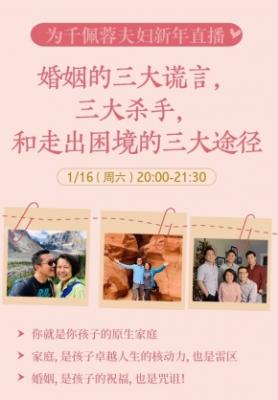 为千佩蓉夫妇新年直播
婚姻的三大谎言，
三大杀手，
和走出困境的三大途径
1/16（周六）20:00-21:30
你就是你孩子的原生家庭
家庭，是孩子卓越人生的核动力，也是雷区
婚姻，是孩子的祝福，也是咒诅！